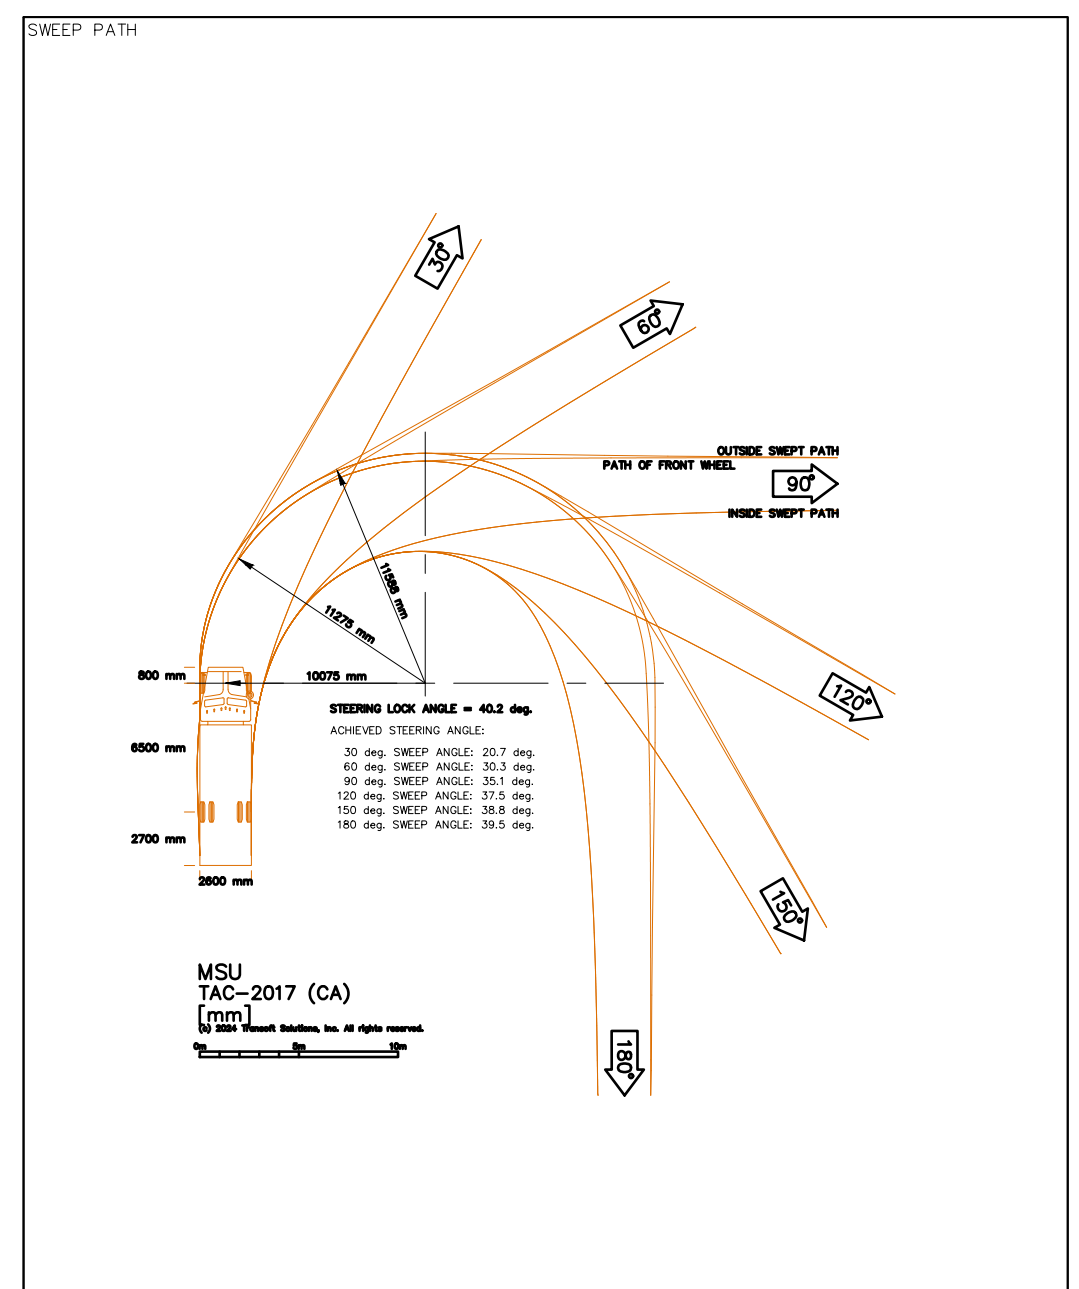 SWEEP PATH
30°
60°
OUTSIDE SWEPT PATH
PATH OF FRONT WHEEL
90°
INSIDE SWEPT PATH
11588 mm
11275 mm
800 mm
10075 mm
STEERING LOCK ANGLE = 40.2 deg.
ACHIEVED STEERING ANGLE:
30 deg. SWEEP ANGLE: 20.7 deg.
60 deg. SWEEP ANGLE: 30.3 deg.
90 deg. SWEEP ANGLE: 35.1 deg.
120 deg. SWEEP ANGLE: 37.5 deg.
150 deg. SWEEP ANGLE: 38.8 deg.
180 deg. SWEEP ANGLE: 39.5 deg.
120°
6500 mm
2700 mm
2600 mm
150°
MSU
TAC-2017 (CA)
[mm]
(c) 2024 Transoft Solutions, Inc. All rights reserved.
0m 5m 10m
180°